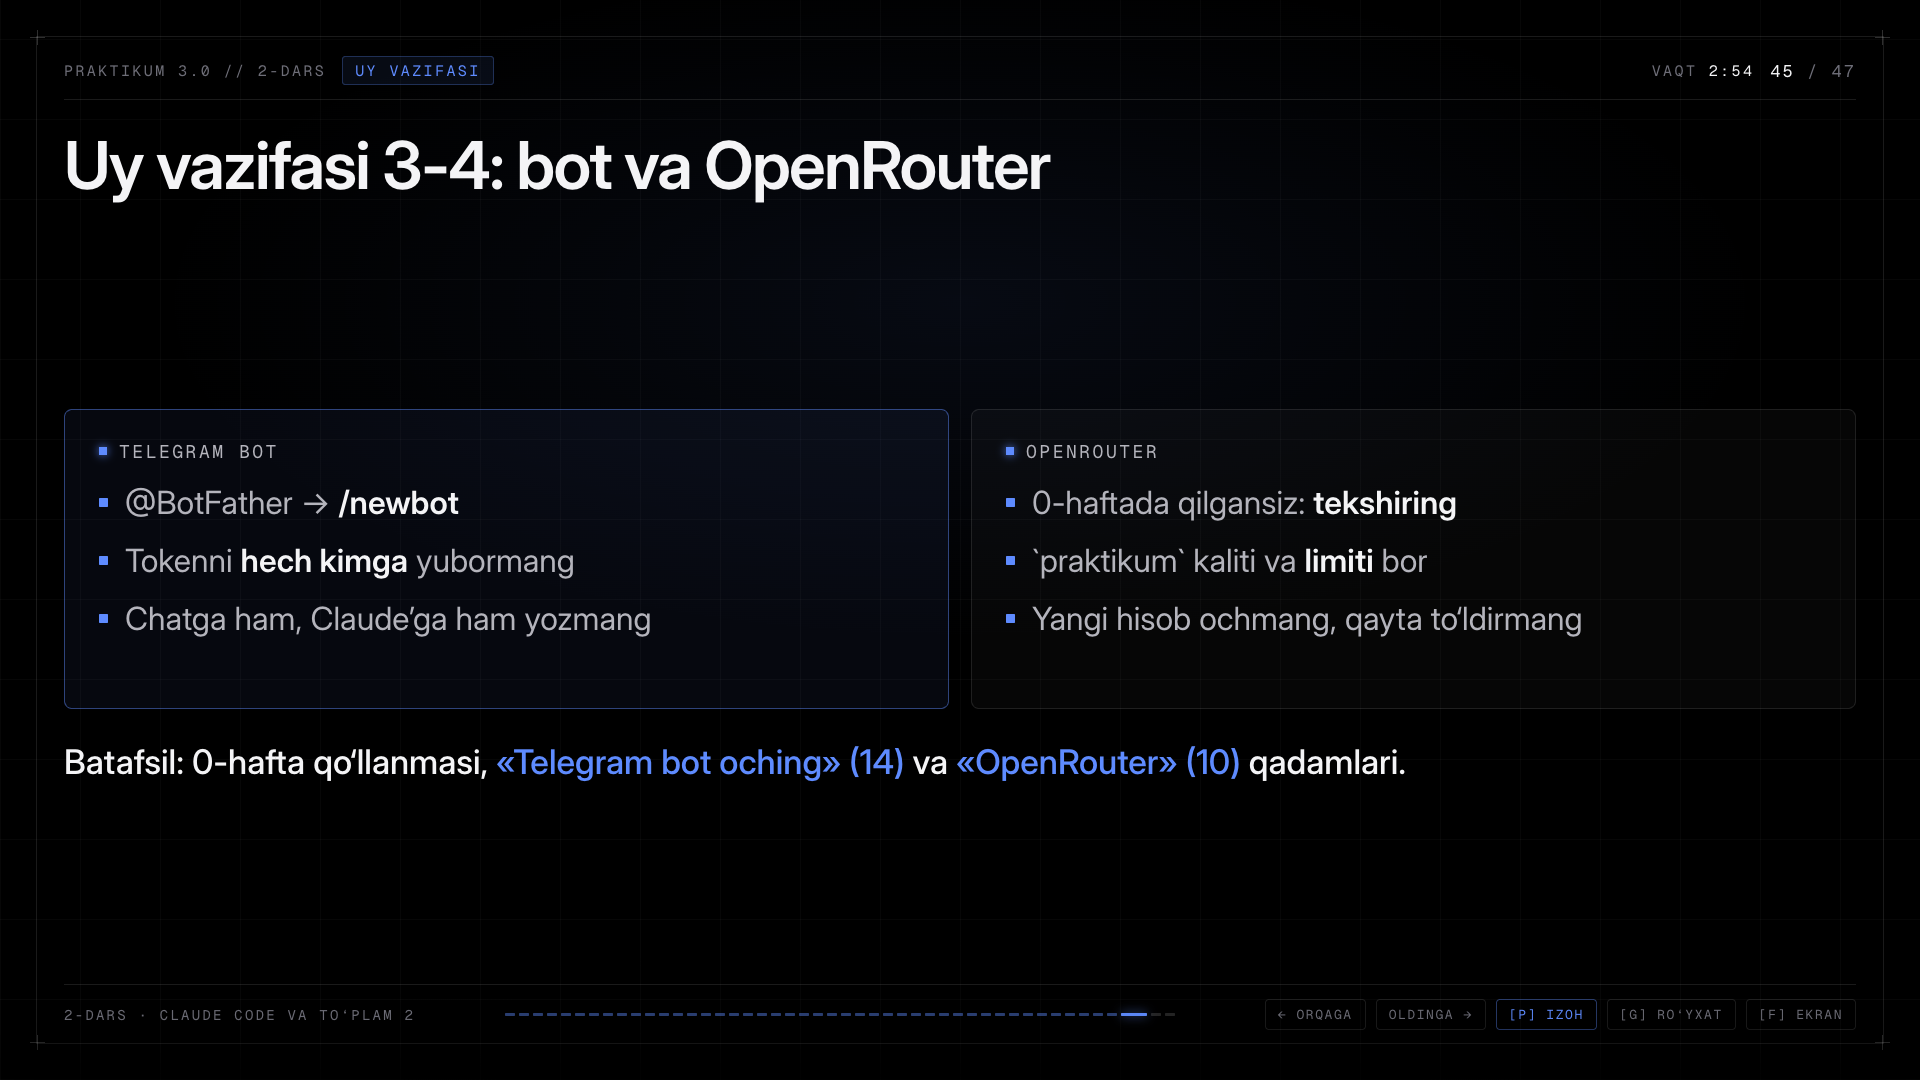 PRAKTIKUM 3.0 // 2-DARS UY VAZIFASI VAQT 2:54 45 / 47
Uy vazifasi 3-4: bot va OpenRouter
TELEGRAM BOT
@BotFather → /newbot
Tokenni hech kimga yubormang
Chatga ham, Claude’ga ham yozmang
OPENROUTER
0-haftada qilgansiz: tekshiring
`praktikum` kaliti va limiti bor
Yangi hisob ochmang, qayta to‘ldirmang
Batafsil: 0-hafta qo‘llanmasi, «Telegram bot oching» (14) va «OpenRouter» (10) qadamlari.
2-DARS · CLAUDE CODE VA TO‘PLAM 2 ← ORQAGA OLDINGA → [P] IZOH [G] RO‘YXAT [F] EKRAN